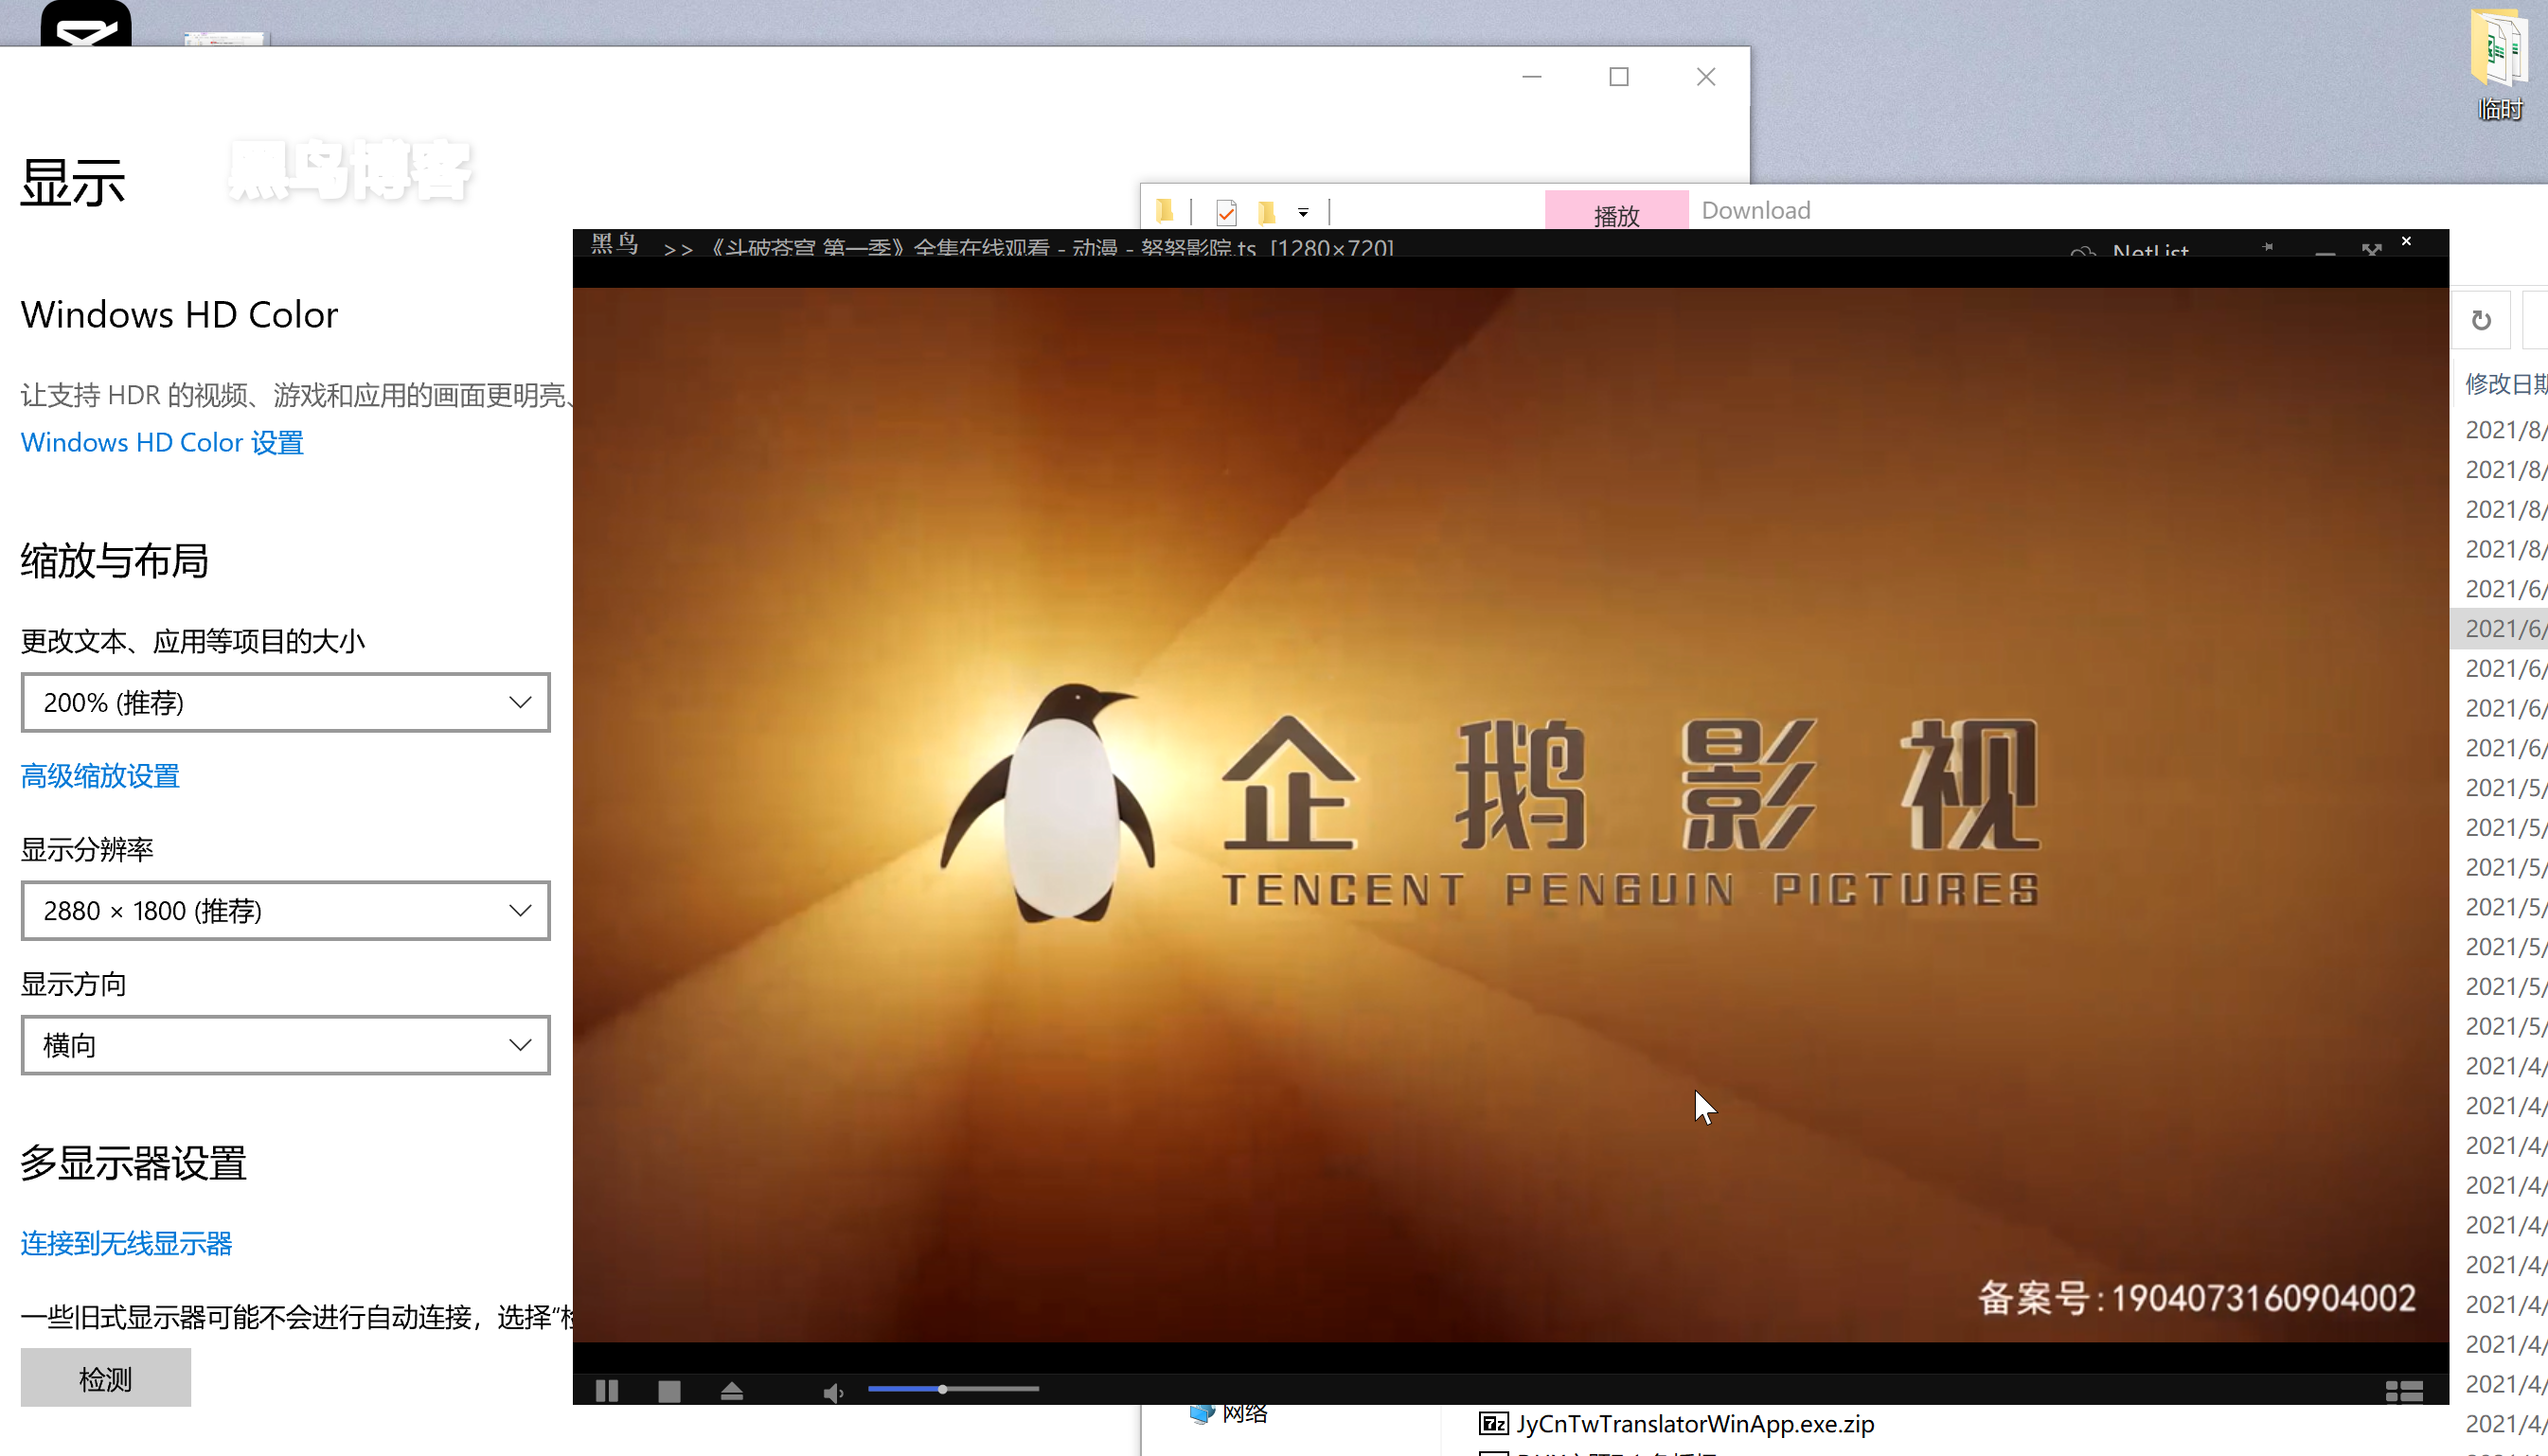 临时
显示
黑鸟博客
播放
Download
黑鸟 >> 《斗破苍穹 第一季》全集在线观看 - 动漫 - 努努影院.ts [1280×720]
NetList
Windows HD Color
让支持 HDR 的视频、游戏和应用的画面更明亮、
Windows HD Color 设置
缩放与布局
更改文本、应用等项目的大小
200% (推荐)
高级缩放设置
显示分辨率
2880 × 1800 (推荐)
显示方向
横向
多显示器设置
连接到无线显示器
一些旧式显示器可能不会进行自动连接，选择“检
检测
企鹅影视
TENCENT PENGUIN PICTURES
备案号:1904073160904002
修改日期
2021/8/
2021/8/
2021/8/
2021/8/
2021/6/
2021/6/
2021/6/
2021/6/
2021/6/
2021/5/
2021/5/
2021/5/
2021/5/
2021/5/
2021/5/
2021/5/
2021/4/
2021/4/
2021/4/
2021/4/
2021/4/
2021/4/
2021/4/
2021/4/
2021/4/
2021/4/
网络
JyCnTwTranslatorWinApp.exe.zip